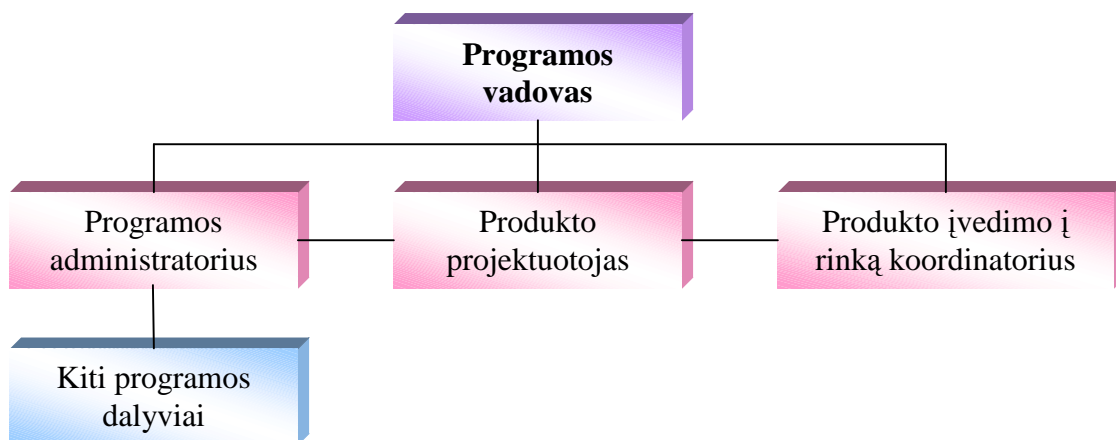 Programos
vadovas
Programos
administratorius
Produkto
projektuotojas
Produkto įvedimo į
rinką koordinatorius
Kiti programos
dalyviai